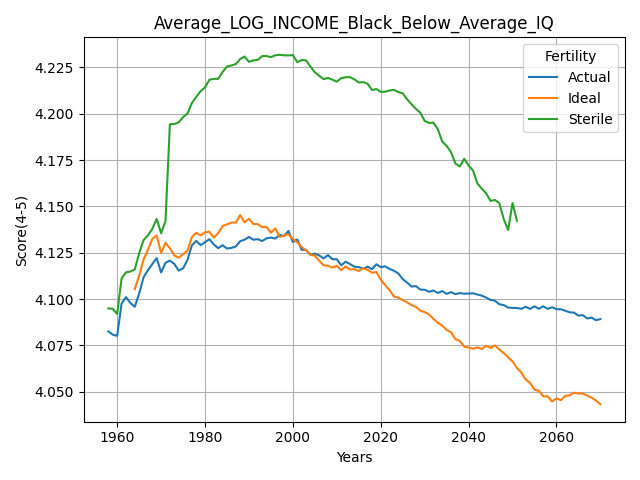 Average_LOG_INCOME_Black_Below_Average_IQ
Fertility
Actual
Ideal
Sterile
Score(4-5)
4.225
4.200
4.175
4.150
4.125
4.100
4.075
4.050
1960 1980 2000 2020 2040 2060
Years